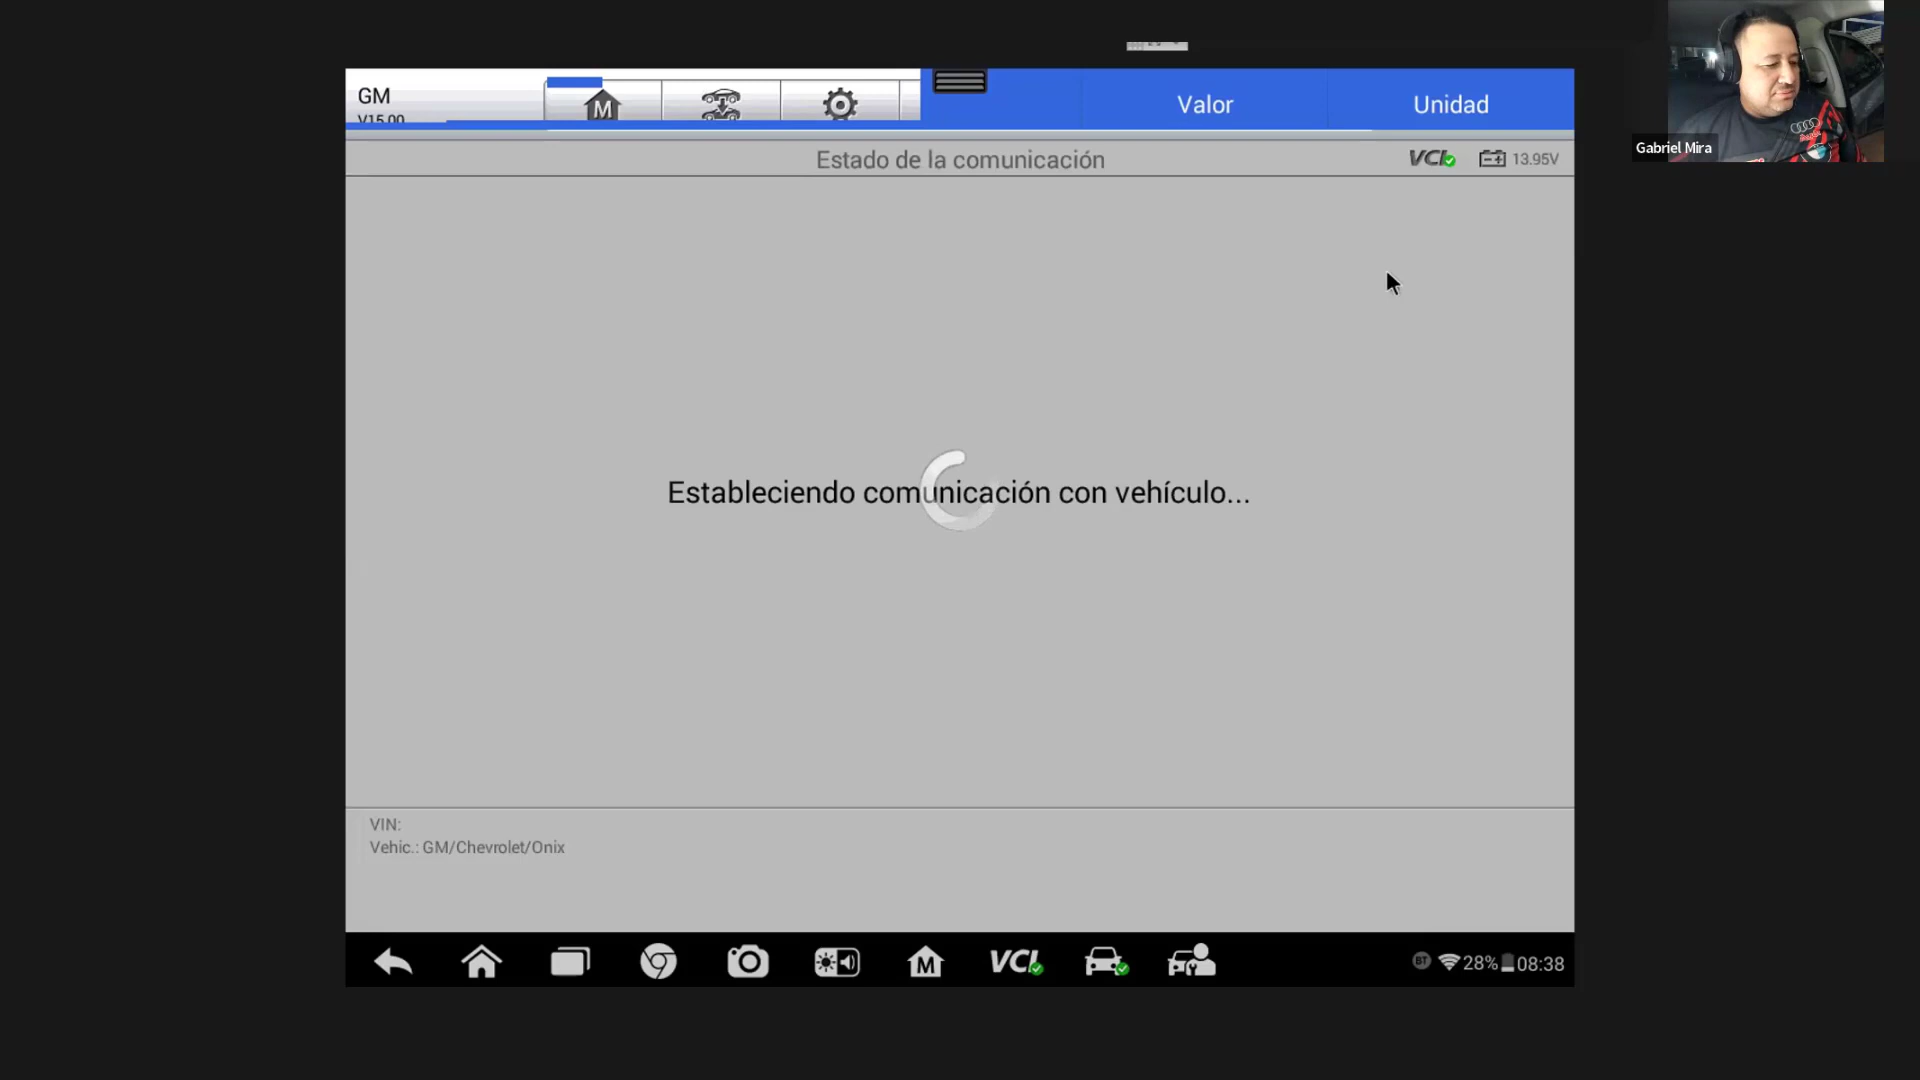 GM
V15.00
M
Valor
Unidad
Estado de la comunicación
VCI
13.95V
Gabriel Mira
Estableciendo comunicación con vehículo...
VIN:
Vehic.: GM/Chevrolet/Onix
M
VCI
BT
28%
08:38